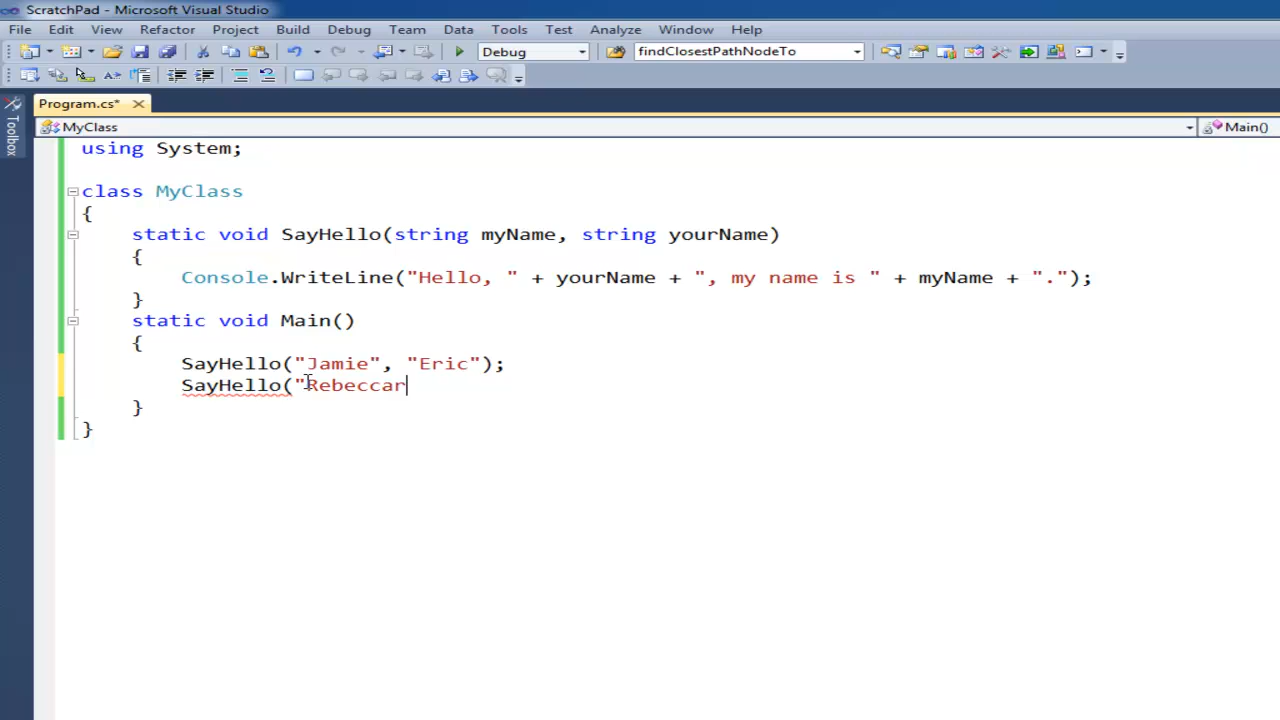 ScratchPad - Microsoft Visual Studio
File Edit View Refactor Project Build Debug Team Data Tools Test Analyze Window Help
Debug findClosestPathNodeTo
Program.cs*
Toolbox
MyClass Main()
using System;
class MyClass
{
static void SayHello(string myName, string yourName)
{
Console.WriteLine("Hello, " + yourName + ", my name is " + myName + ".");
}
static void Main()
{
SayHello("Jamie", "Eric");
SayHello("Rebeccar
}
}